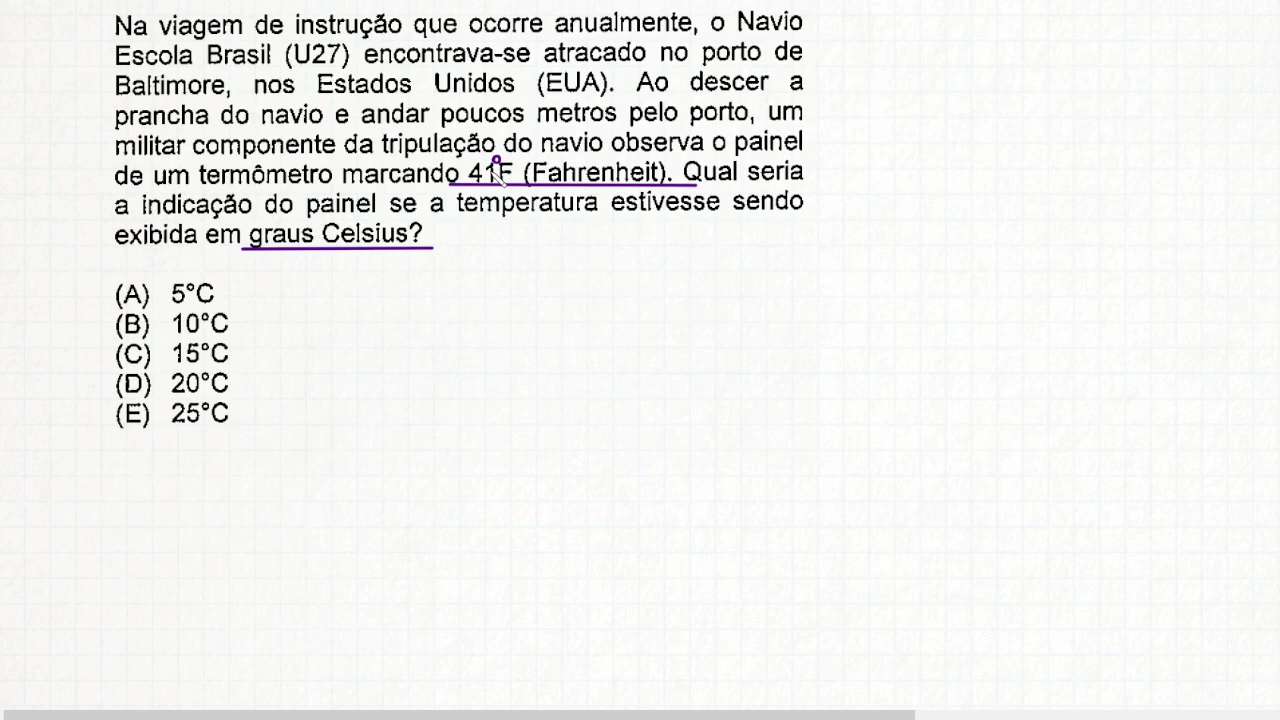 Na viagem de instrução que ocorre anualmente, o Navio
Escola Brasil (U27) encontrava-se atracado no porto de
Baltimore, nos Estados Unidos (EUA). Ao descer a
prancha do navio e andar poucos metros pelo porto, um
militar componente da tripulação do navio observa o painel
de um termômetro marcando 41°F (Fahrenheit). Qual seria
a indicação do painel se a temperatura estivesse sendo
exibida em graus Celsius?
(A) 5°C
(B) 10°C
(C) 15°C
(D) 20°C
(E) 25°C